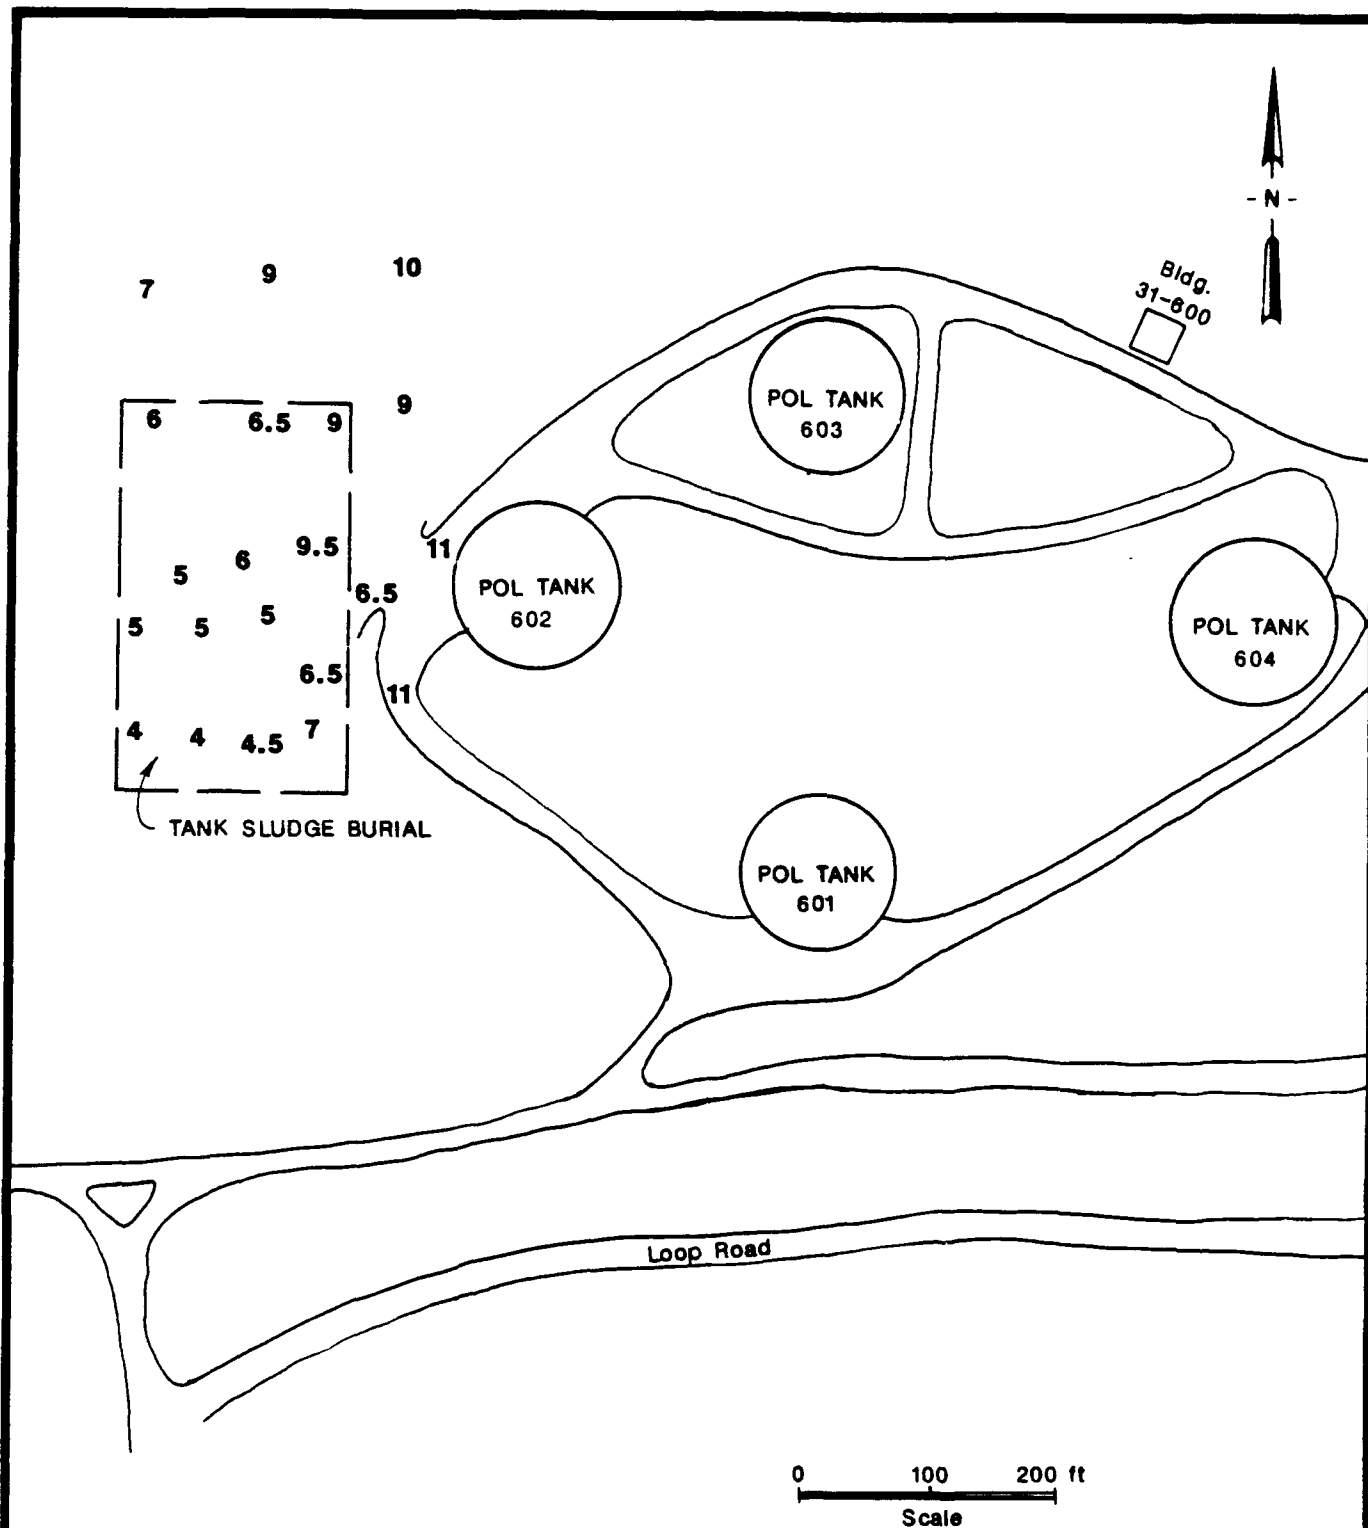 - N -
Bldg.
31-600
7 9 10
POL TANK
603
9
6 6.5 9
11
9.5
6
5
POL TANK
602
6.5
5 5 5
POL TANK
604
6.5
11
4 4 4.5 7
TANK SLUDGE BURIAL
POL TANK
601
Loop Road
0 100 200 ft
Scale